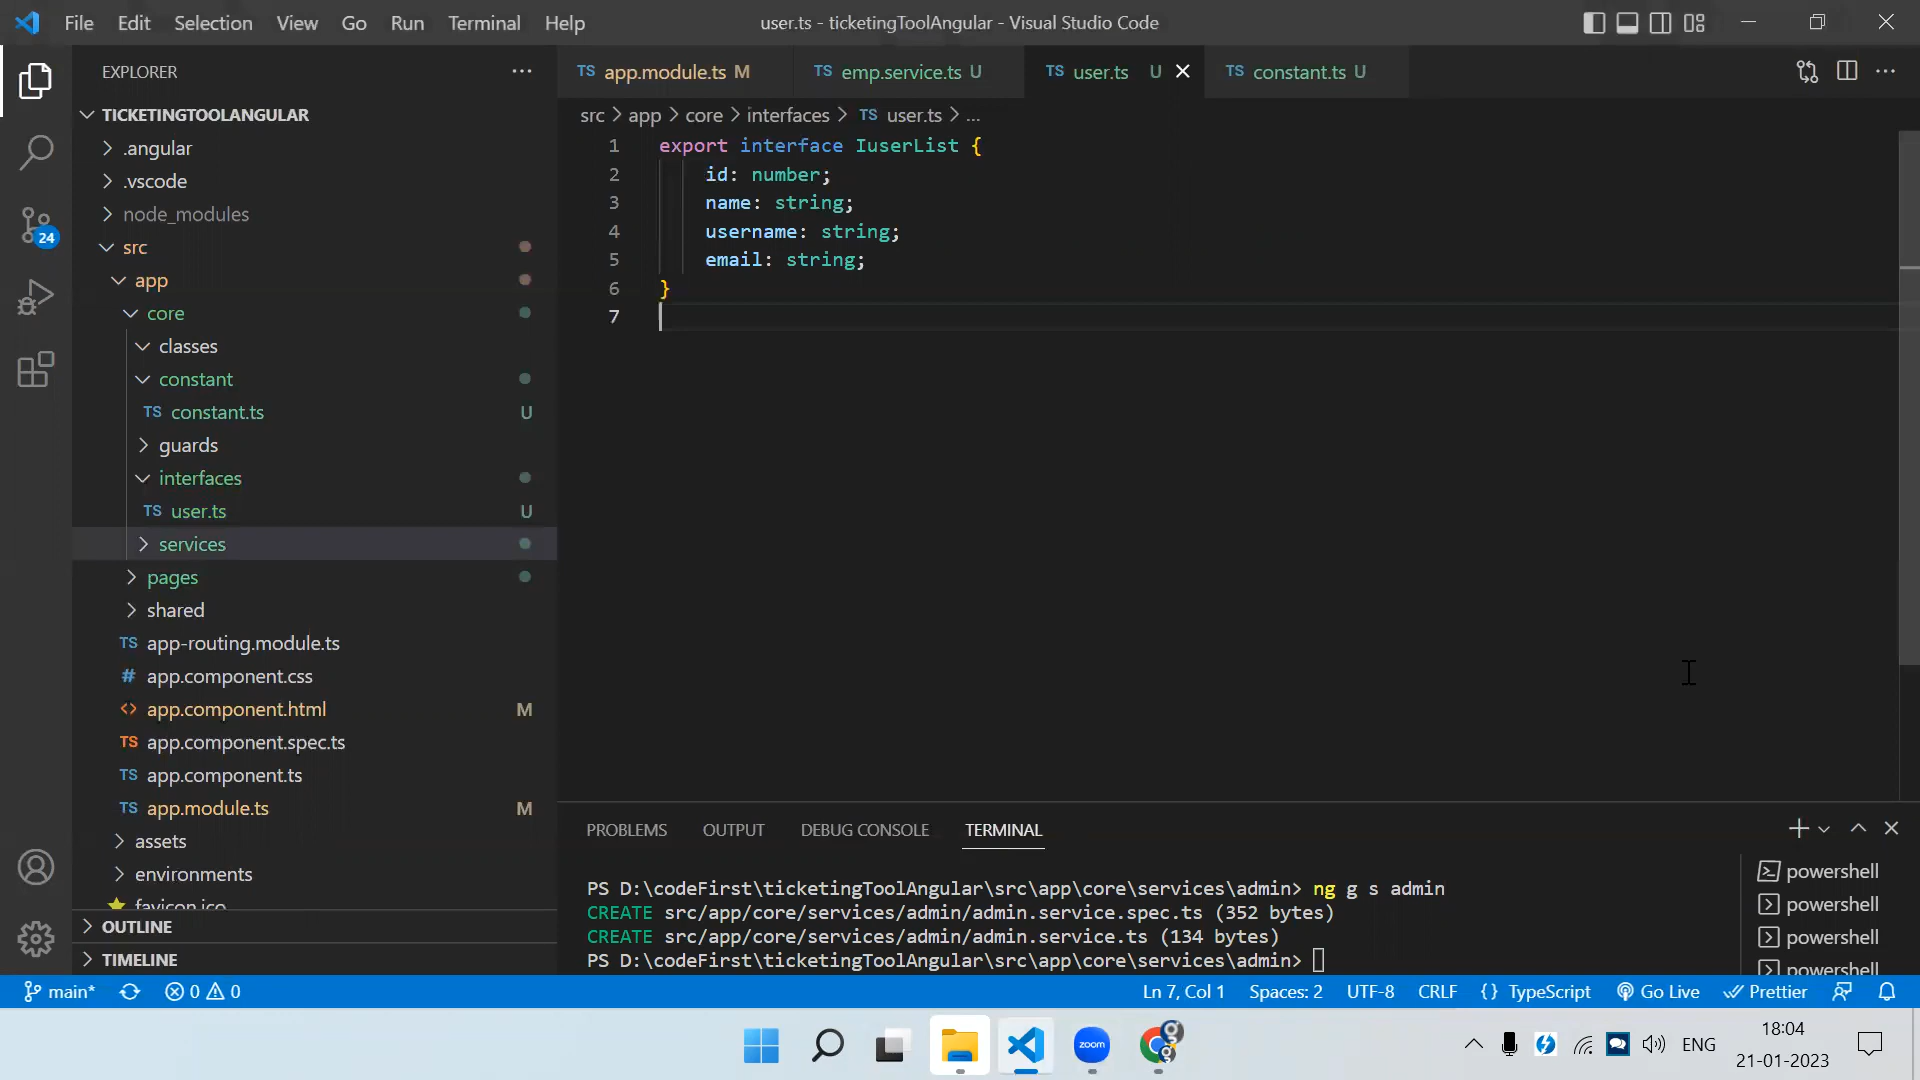 File Edit Selection View Go Run Terminal Help
user.ts - ticketingToolAngular - Visual Studio Code
EXPLORER
TICKETINGTOOLANGULAR
.angular
.vscode
node_modules
src
app
core
classes
constant
TS constant.ts U
guards
interfaces
TS user.ts U
services
pages
shared
TS app-routing.module.ts
# app.component.css
<> app.component.html M
TS app.component.spec.ts
TS app.component.ts
TS app.module.ts M
assets
environments
favicon.ico
OUTLINE
TIMELINE
24
TS app.module.ts M
TS emp.service.ts U
TS user.ts U
TS constant.ts U
src > app > core > interfaces > TS user.ts > ...
1 export interface IuserList {
2 id: number;
3 name: string;
4 username: string;
5 email: string;
6 }
7
PROBLEMS OUTPUT DEBUG CONSOLE TERMINAL
PS D:\codeFirst\ticketingToolAngular\src\app\core\services\admin> ng g s admin
CREATE src/app/core/services/admin/admin.service.spec.ts (352 bytes)
CREATE src/app/core/services/admin/admin.service.ts (134 bytes)
PS D:\codeFirst\ticketingToolAngular\src\app\core\services\admin>
powershell
powershell
powershell
powershell
main* 0 0
Ln 7, Col 1 Spaces: 2 UTF-8 CRLF {} TypeScript Go Live Prettier
zoom
ENG
18:04
21-01-2023